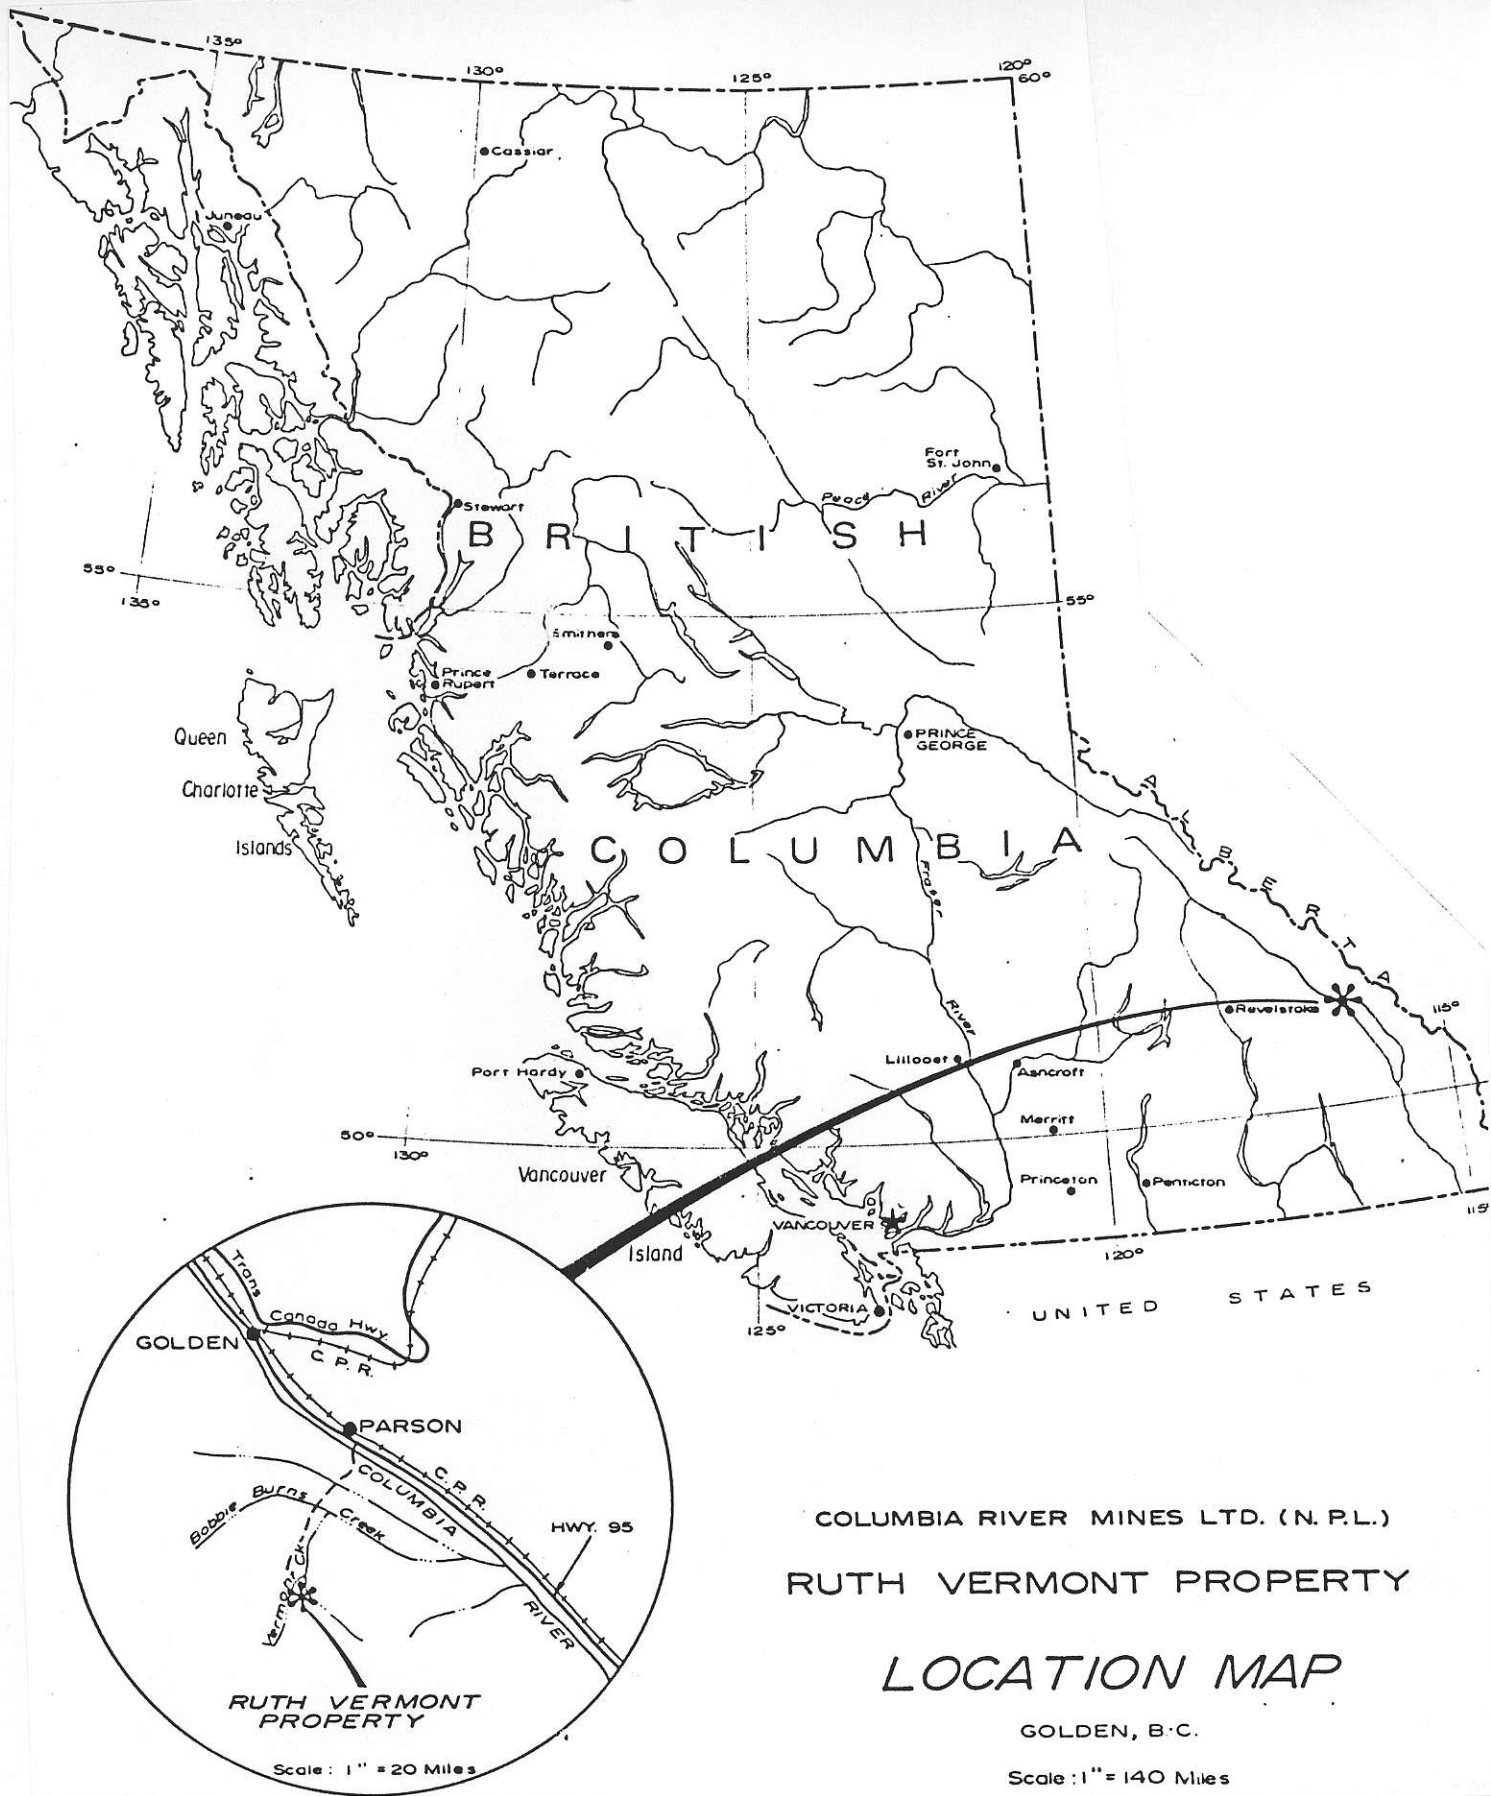 135°
130°
125°
120°
60°
Cassiar
Juneau
Fort
St. John
Peace River
Stewart
BRITISH
55°
135°
55°
Smithers
Prince
Rupert
Terrace
Queen
Charlotte
Islands
PRINCE
GEORGE
ALBERTA
COLUMBIA
Fraser
River
Revelstoke
115°
Lillooet
Ashcroft
Port Hardy
Merritt
50°
130°
Vancouver
Island
Princeton
Penticton
VANCOUVER
115°
120°
VICTORIA
125°
UNITED STATES
Trans
Canada Hwy.
GOLDEN
C.P.R.
PARSON
C.P.R.
COLUMBIA
RIVER
Bobbie Burns Creek
HWY. 95
Vermont Ck.
RUTH VERMONT
PROPERTY
Scale: 1" = 20 Miles
COLUMBIA RIVER MINES LTD. (N.P.L.)
RUTH VERMONT PROPERTY
LOCATION MAP
GOLDEN, B.C.
Scale: 1" = 140 Miles